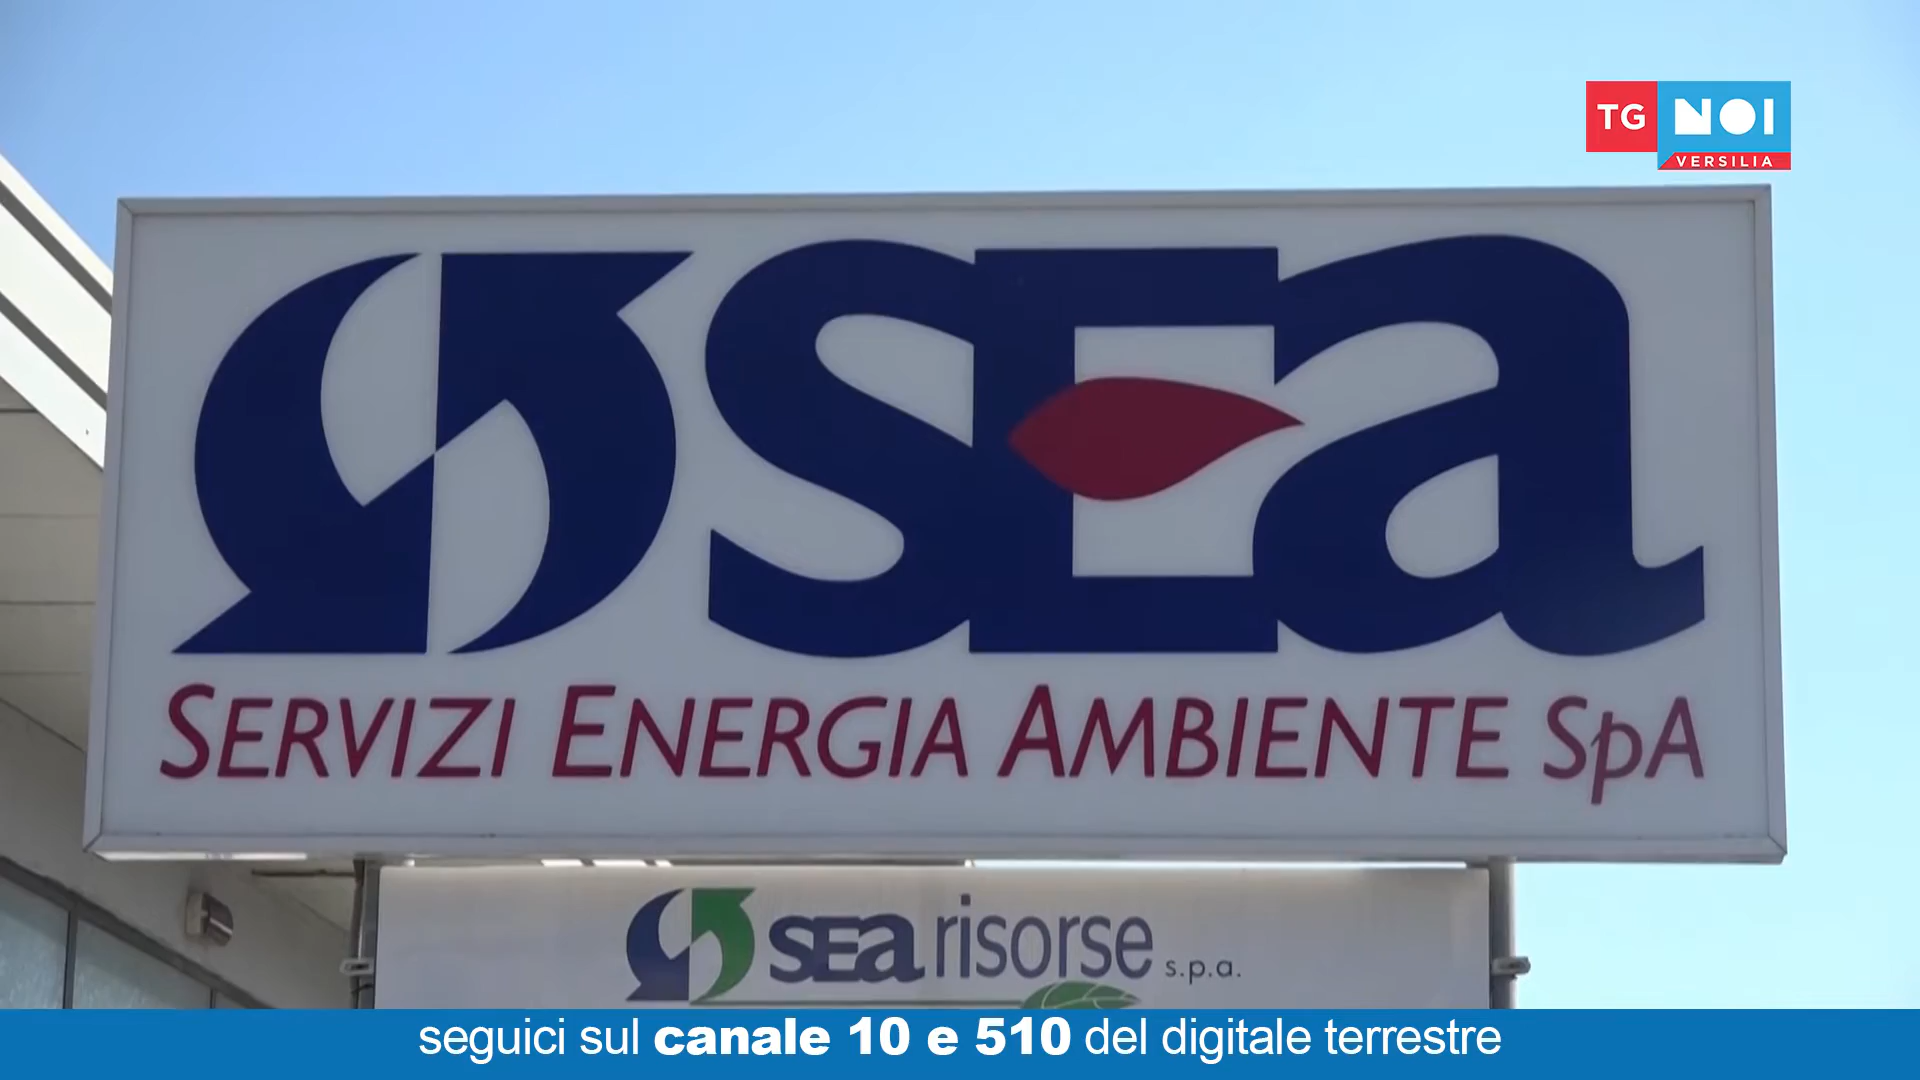 TG NOI
VERSILIA
SEa
SERVIZI ENERGIA AMBIENTE SpA
SEa risorse s.p.a.
seguici sul canale 10 e 510 del digitale terrestre